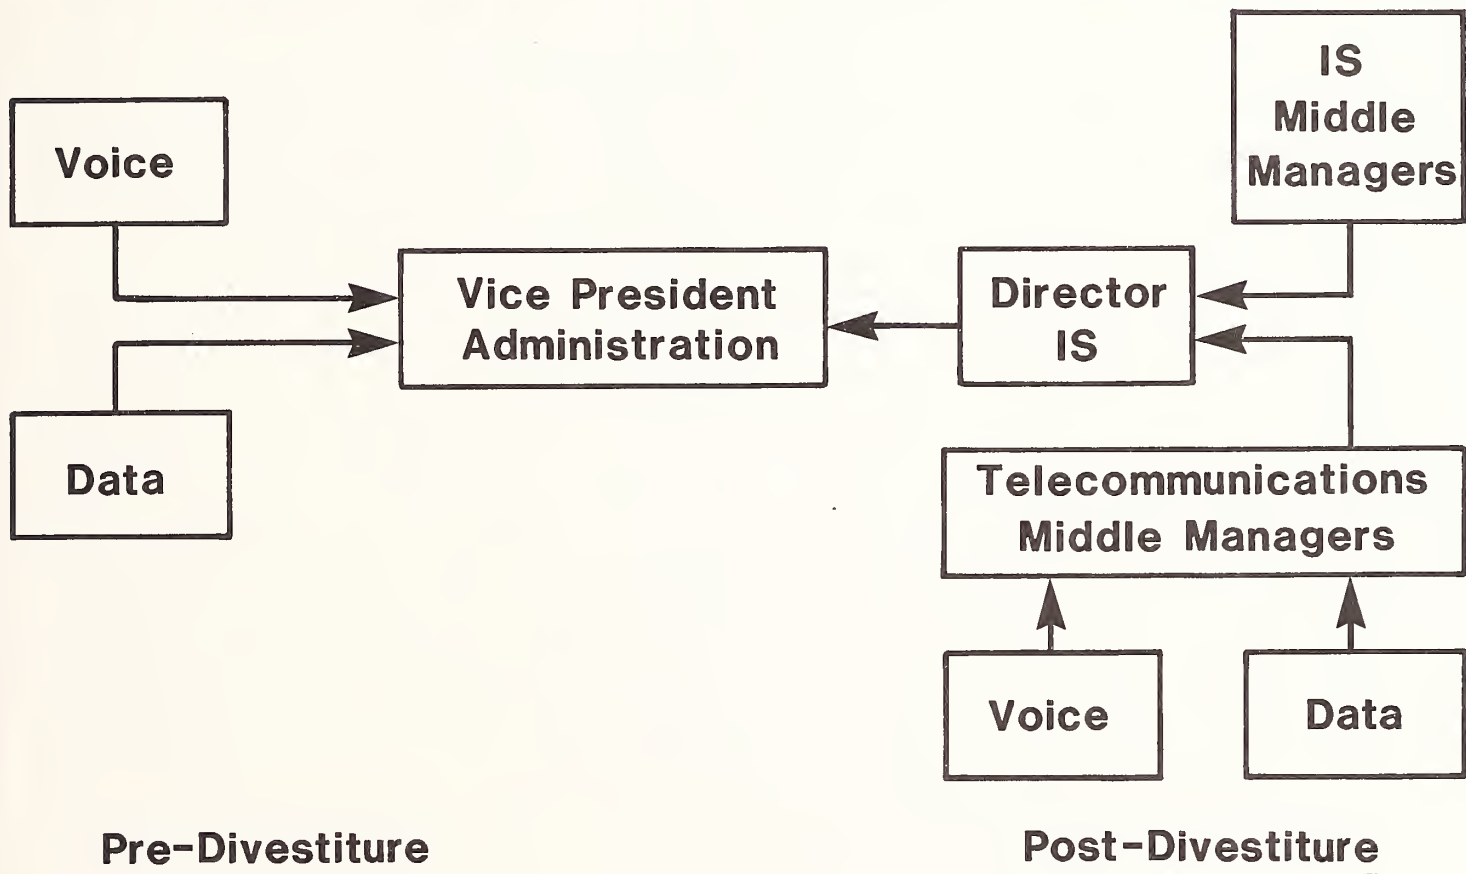 IS
Middle
Managers
Voice
Vice President
Administration
Director
IS
Data
Telecommunications
Middle Managers
Voice
Data
Pre-Divestiture
Post-Divestiture